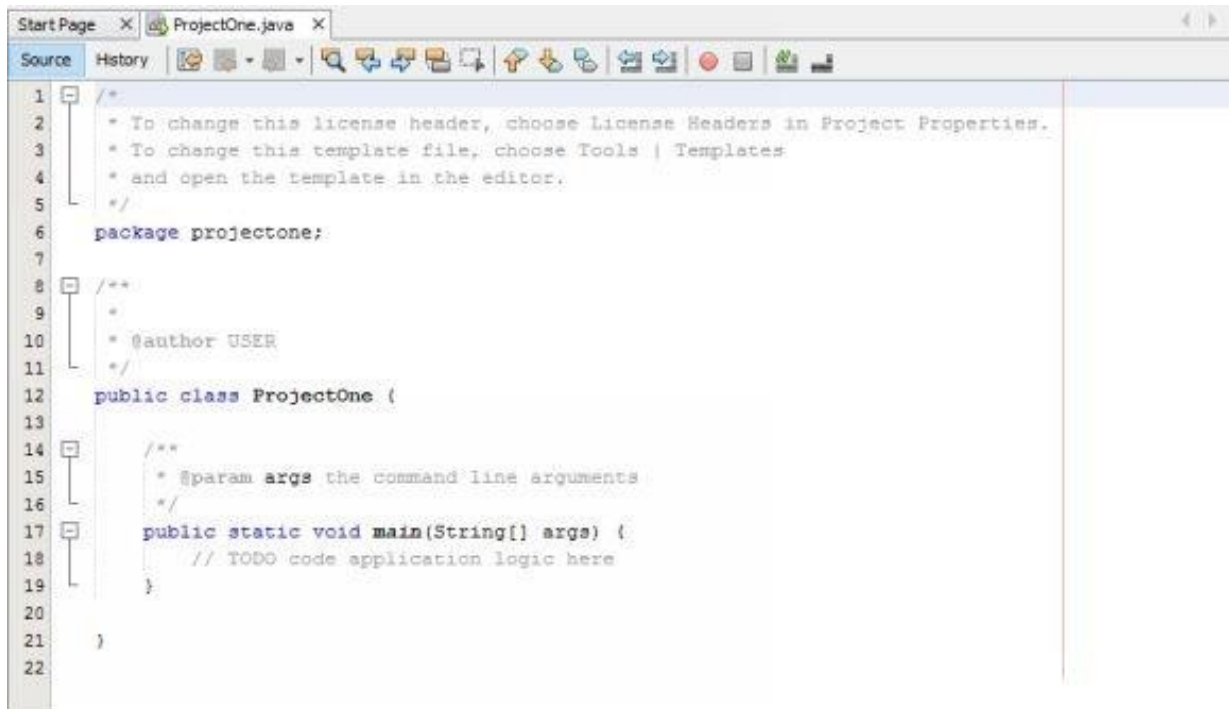 Start Page ProjectOne.java
Source History
1 /*
2 * To change this license header, choose License Headers in Project Properties.
3 * To change this template file, choose Tools | Templates
4 * and open the template in the editor.
5 */
6 package projectone;
7
8 /**
9 *
10 * @author USER
11 */
12 public class ProjectOne {
13
14 /**
15 * @param args the command line arguments
16 */
17 public static void main(String[] args) {
18 // TODO code application logic here
19 }
20
21 }
22